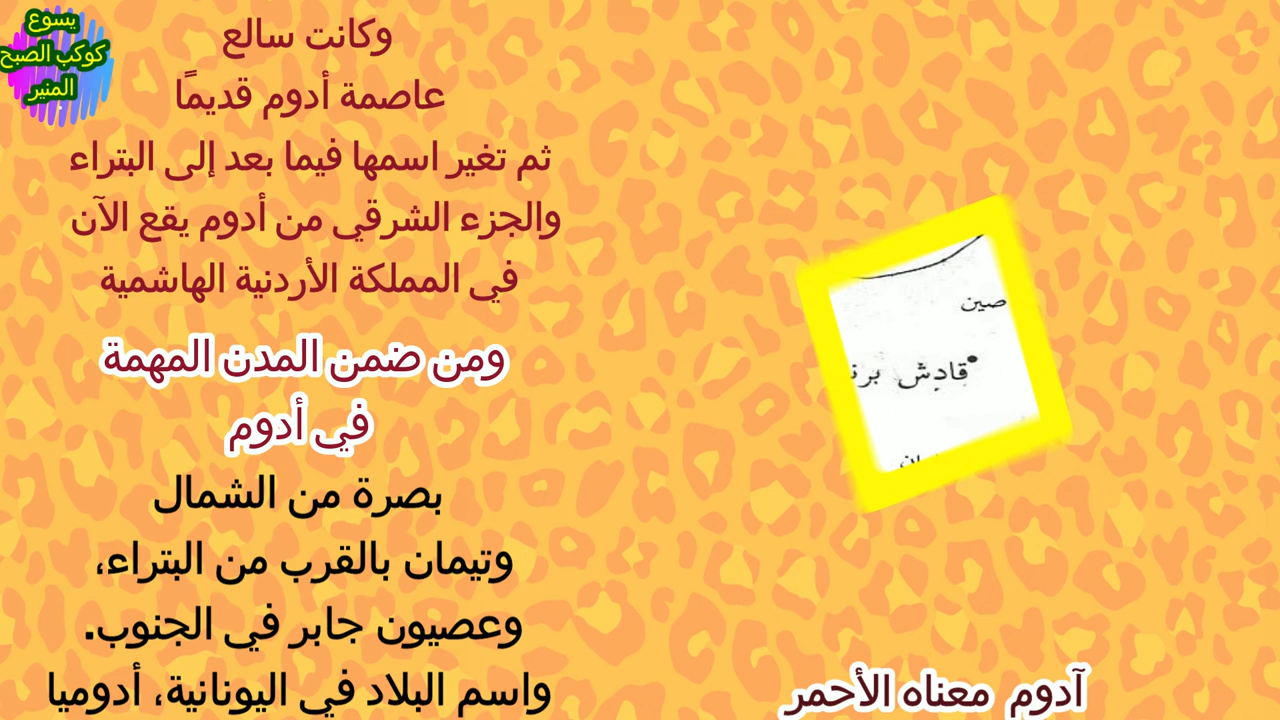 يسوع
كوكب الصبح
المنير
وكانت سالع
عاصمة أدوم قديمًا
ثم تغير اسمها فيما بعد إلى البتراء
والجزء الشرقي من أدوم يقع الآن
في المملكة الأردنية الهاشمية
ومن ضمن المدن المهمة
في أدوم
بصرة من الشمال
وتيمان بالقرب من البتراء،
وعصيون جابر في الجنوب.
واسم البلاد في اليونانية، أدوميا
صين
قادش
آدوم معناه الأحمر